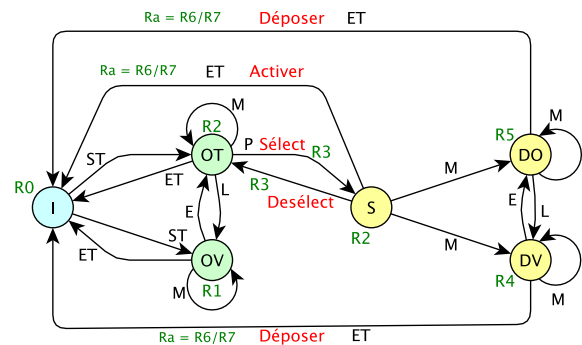 Ra = R6/R7 Déposer ET
Ra = R6/R7 ET Activer
M
R2
R5
M
ST
OT
P Sélect
R3
DO
ET
R3
M
R0
Desélect
I
E
L
S
E
L
ST
R2
M
ET
OV
DV
M
R1
R4
M
Ra = R6/R7 Déposer ET